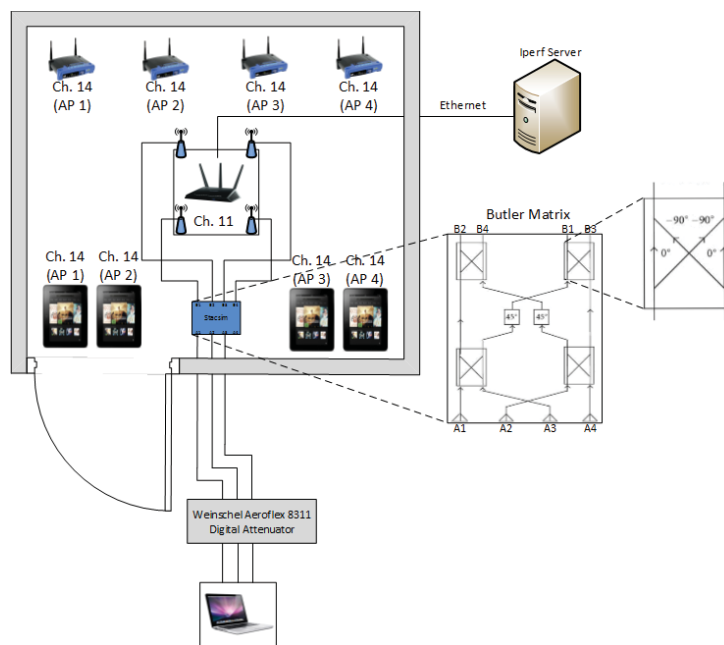 Iperf Server
Ch. 14
(AP 1)
Ch. 14
(AP 2)
Ch. 14
(AP 3)
Ch. 14
(AP 4)
Ethernet
Ch. 11
Butler Matrix
B2 B4 B1 B3
-90° -90°
0° 0°
Ch. 14
(AP 1)
Ch. 14
(AP 2)
Ch. 14
(AP 3)
Ch. 14
(AP 4)
45° 45°
A1 A2 A3 A4
Weinschel Aeroflex 8311
Digital Attenuator